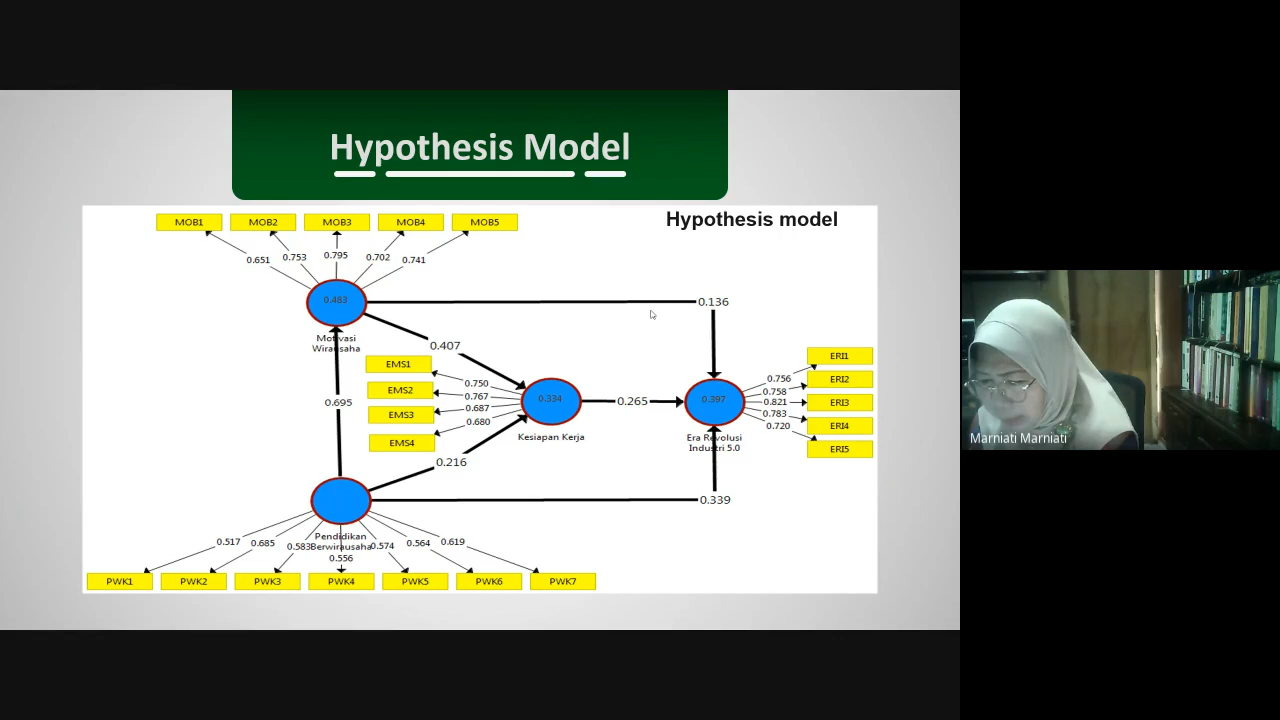 Hypothesis Model
Hypothesis model
MOB1 MOB2 MOB3 MOB4 MOB5
0.651 0.753 0.795 0.702 0.741
0.483
0.136
Motivasi
Wirausaha
0.407
EMS1
EMS2
EMS3
EMS4
0.750
0.767
0.687
0.680
0.334
Kesiapan Kerja
0.695
0.265
0.397
Era Revolusi
Industri 5.0
0.756
0.758
0.821
0.783
0.720
ERI1
ERI2
ERI3
ERI4
ERI5
0.216
0.339
Pendidikan
Berwirausaha
0.517 0.685 0.583 0.556 0.574 0.564 0.619
PWK1 PWK2 PWK3 PWK4 PWK5 PWK6 PWK7
Marniati Marniati